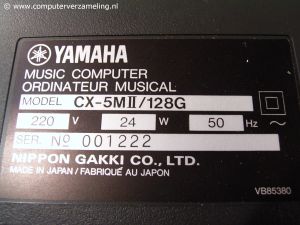 © www.computerverzameling.nl
YAMAHA
MUSIC COMPUTER
ORDINATEUR MUSICAL
MODEL CX-5MII/128G
220 V 24 W 50 Hz ~
SER. No 001222
NIPPON GAKKI CO., LTD.
MADE IN JAPAN / FABRIQUÉ AU JAPON
VB85380